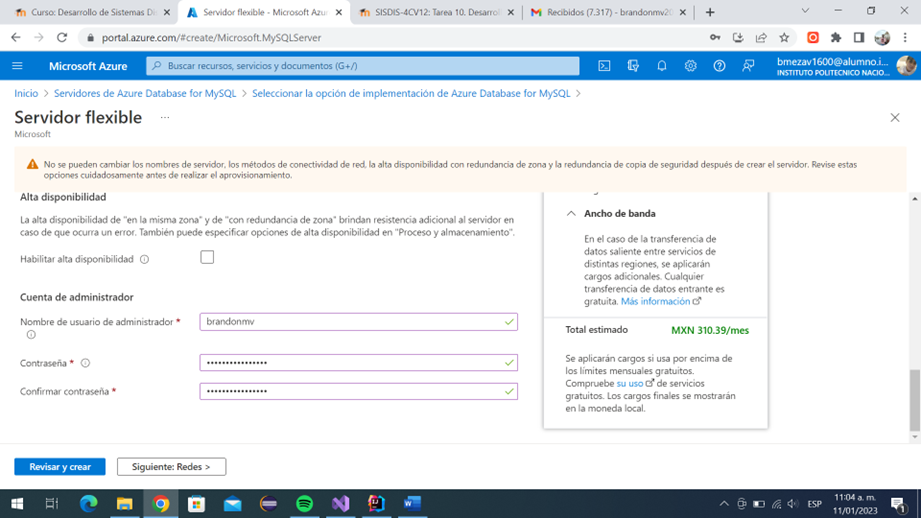 Curso: Desarrollo de Sistemas Di
Servidor flexible - Microsoft Azur
SISDIS-4CV12: Tarea 10. Desarrol
Recibidos (7.317) - brandonmv20
portal.azure.com/#create/Microsoft.MySQLServer
Microsoft Azure
Buscar recursos, servicios y documentos (G+/)
bmezav1600@alumno.i...
INSTITUTO POLITECNICO NACIO...
Inicio > Servidores de Azure Database for MySQL > Seleccionar la opción de implementación de Azure Database for MySQL >
Servidor flexible ...
Microsoft
No se pueden cambiar los nombres de servidor, los métodos de conectividad de red, la alta disponibilidad con redundancia de zona y la redundancia de copia de seguridad después de crear el servidor. Revise estas
opciones cuidadosamente antes de realizar el aprovisionamiento.
Alta disponibilidad
La alta disponibilidad de "en la misma zona" y de "con redundancia de zona" brindan resistencia adicional al servidor en
caso de que ocurra un error. También puede especificar opciones de alta disponibilidad en "Proceso y almacenamiento".
Habilitar alta disponibilidad
Cuenta de administrador
Nombre de usuario de administrador *
brandonmv
Contraseña *
••••••••••••••••
Confirmar contraseña *
••••••••••••••••
Ancho de banda
En el caso de la transferencia de
datos saliente entre servicios de
distintas regiones, se aplicarán
cargos adicionales. Cualquier
transferencia de datos entrante es
gratuita. Más información
Total estimado MXN 310.39/mes
Se aplicarán cargos si usa por encima de
los límites mensuales gratuitos.
Compruebe su uso de servicios
gratuitos. Los cargos finales se mostrarán
en la moneda local.
Revisar y crear
Siguiente: Redes >
ESP
11:04 a. m.
11/01/2023
1